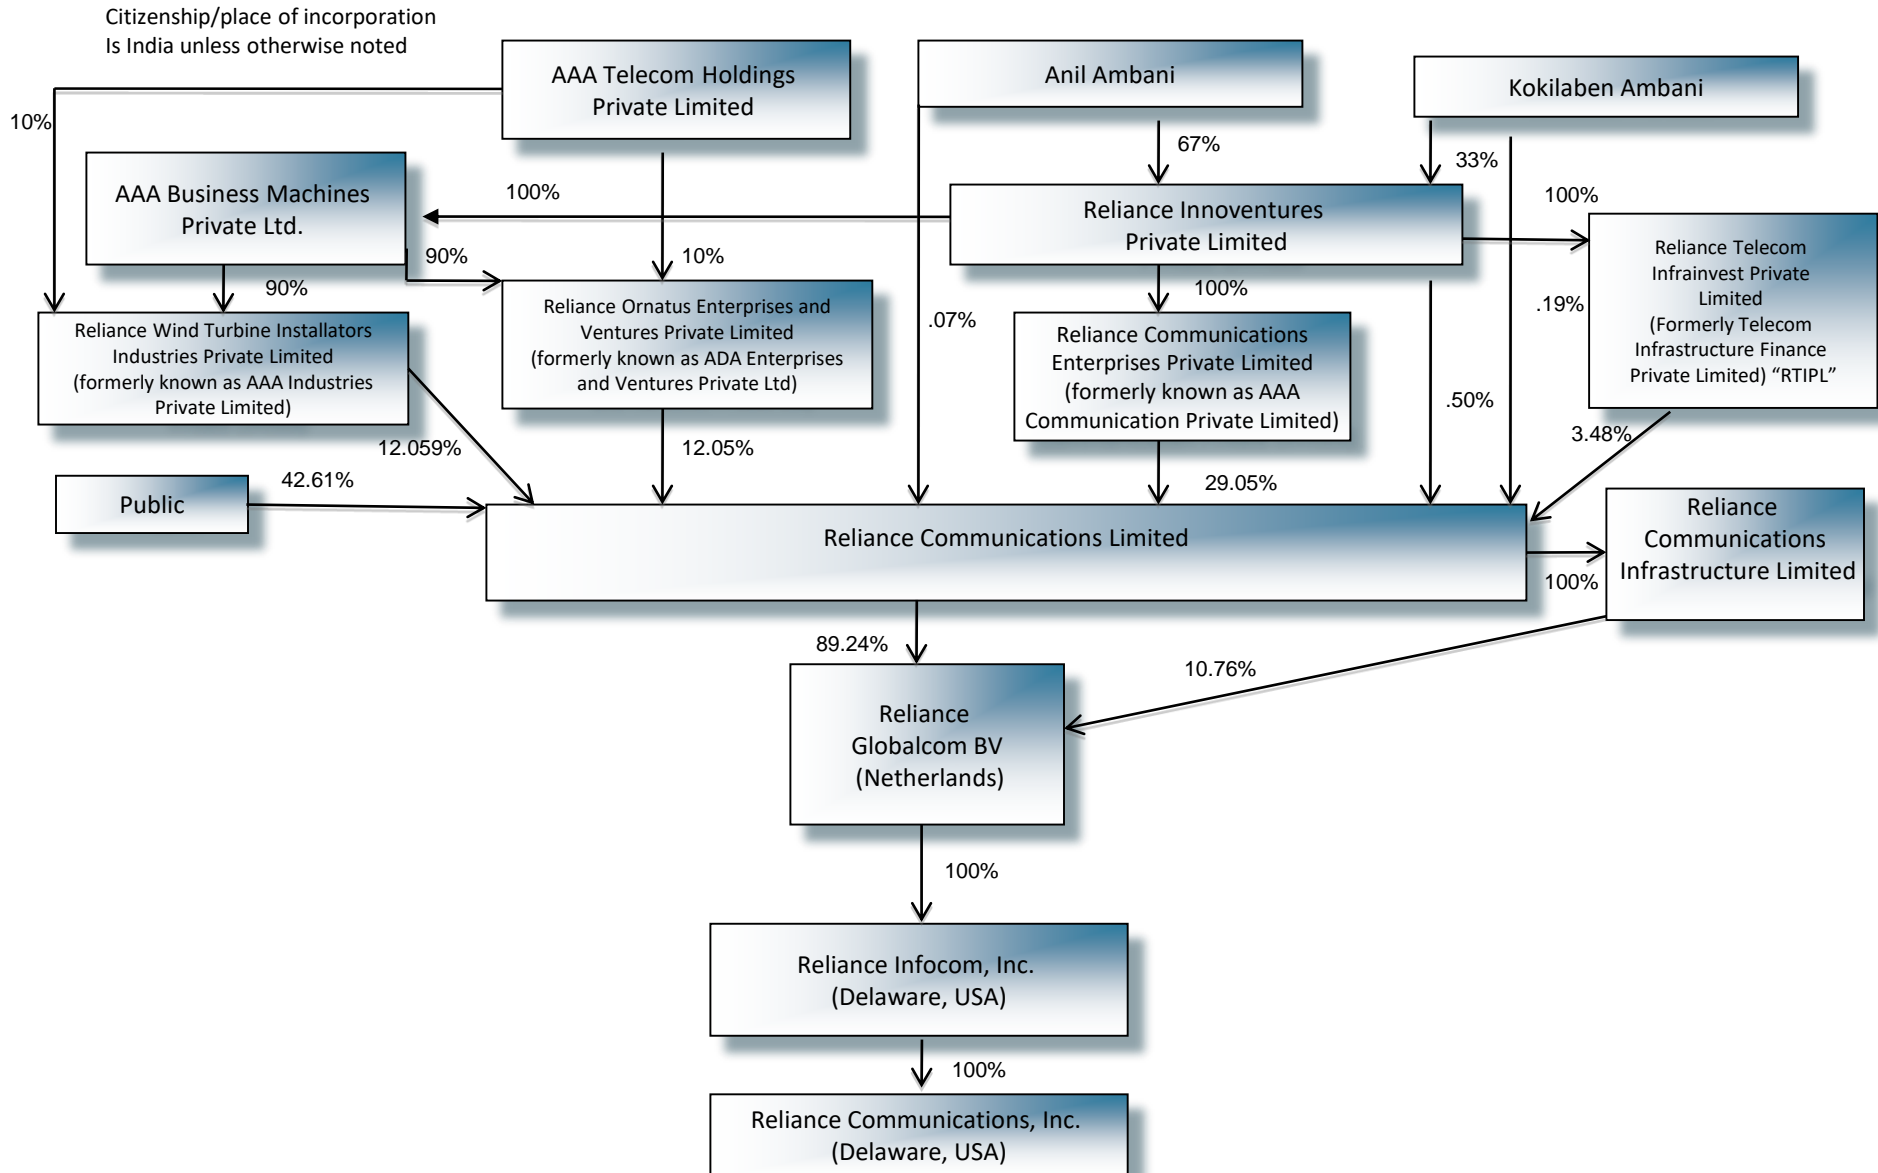 Citizenship/place of incorporation
Is India unless otherwise noted
AAA Telecom Holdings
Private Limited
Anil Ambani
Kokilaben Ambani
10%
67%
33%
AAA Business Machines
Private Ltd.
100%
Reliance Innoventures
Private Limited
100%
90%
10%
90%
100%
Reliance Telecom
Infrainvest Private
Limited
(Formerly Telecom
Infrastructure Finance
Private Limited) “RTIPL”
Reliance Wind Turbine Installators
Industries Private Limited
(formerly known as AAA Industries
Private Limited)
Reliance Ornatus Enterprises and
Ventures Private Limited
(formerly known as ADA Enterprises
and Ventures Private Ltd)
.07%
Reliance Communications
Enterprises Private Limited
(formerly known as AAA
Communication Private Limited)
.19%
.50%
12.059%
12.05%
3.48%
42.61%
29.05%
Public
Reliance Communications Limited
Reliance
Communications
Infrastructure Limited
100%
89.24%
10.76%
Reliance
Globalcom BV
(Netherlands)
100%
Reliance Infocom, Inc.
(Delaware, USA)
100%
Reliance Communications, Inc.
(Delaware, USA)